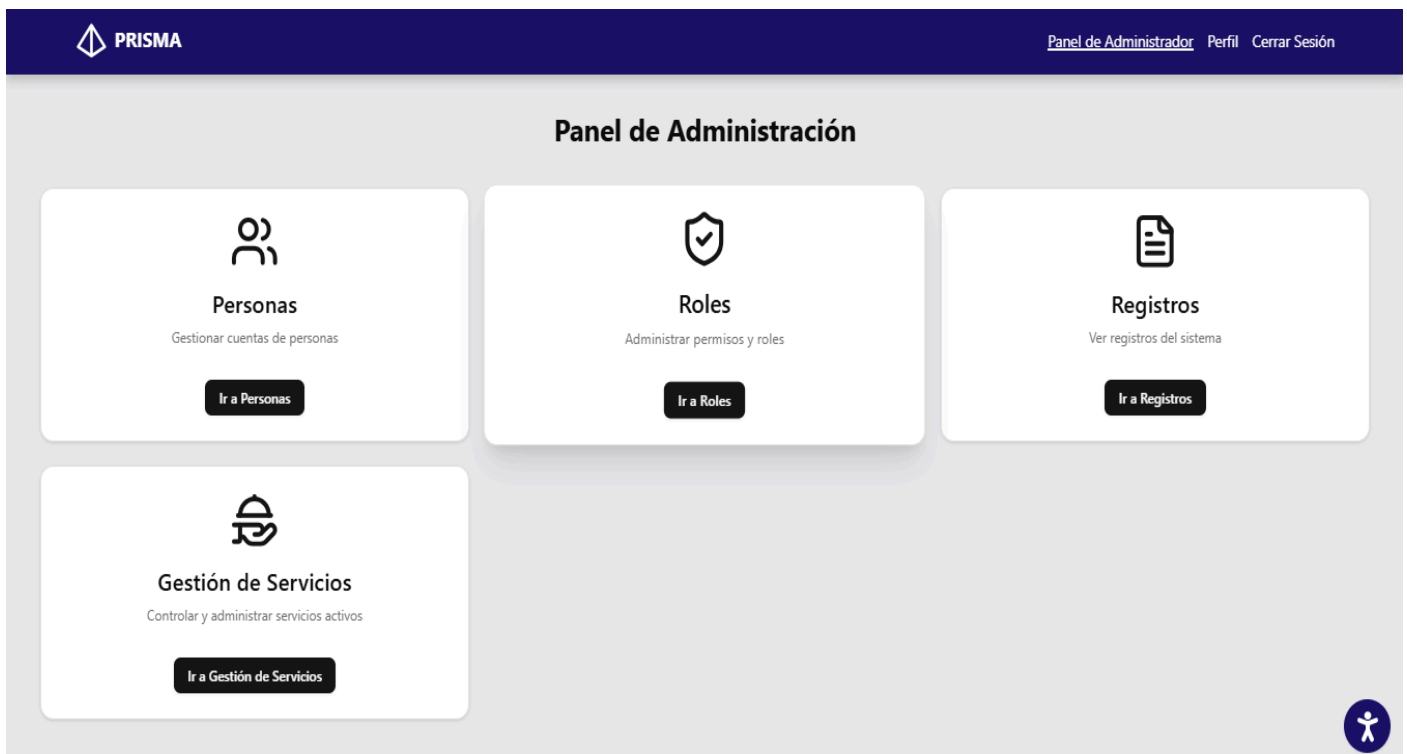 PRISMA
Panel de Administrador Perfil Cerrar Sesión
Panel de Administración
Personas
Gestionar cuentas de personas
Ir a Personas
Roles
Administrar permisos y roles
Ir a Roles
Registros
Ver registros del sistema
Ir a Registros
Gestión de Servicios
Controlar y administrar servicios activos
Ir a Gestión de Servicios